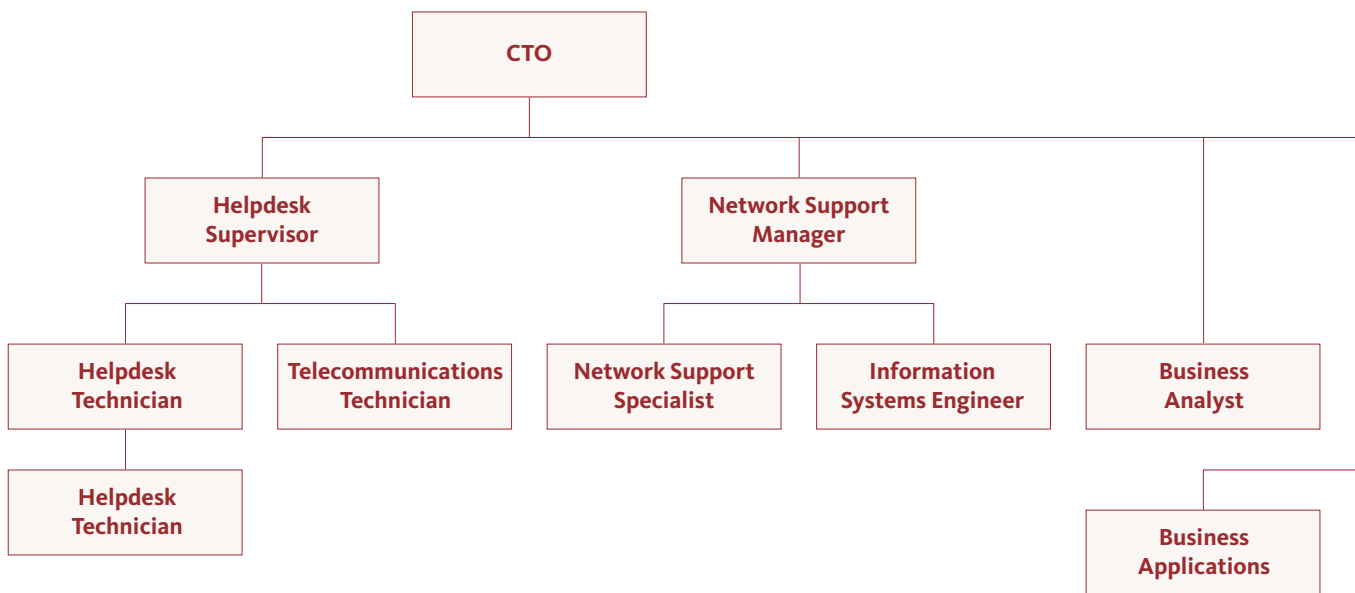 CTO
Helpdesk
Supervisor
Network Support
Manager
Helpdesk
Technician
Telecommunications
Technician
Network Support
Specialist
Information
Systems Engineer
Business
Analyst
Helpdesk
Technician
Business
Applications